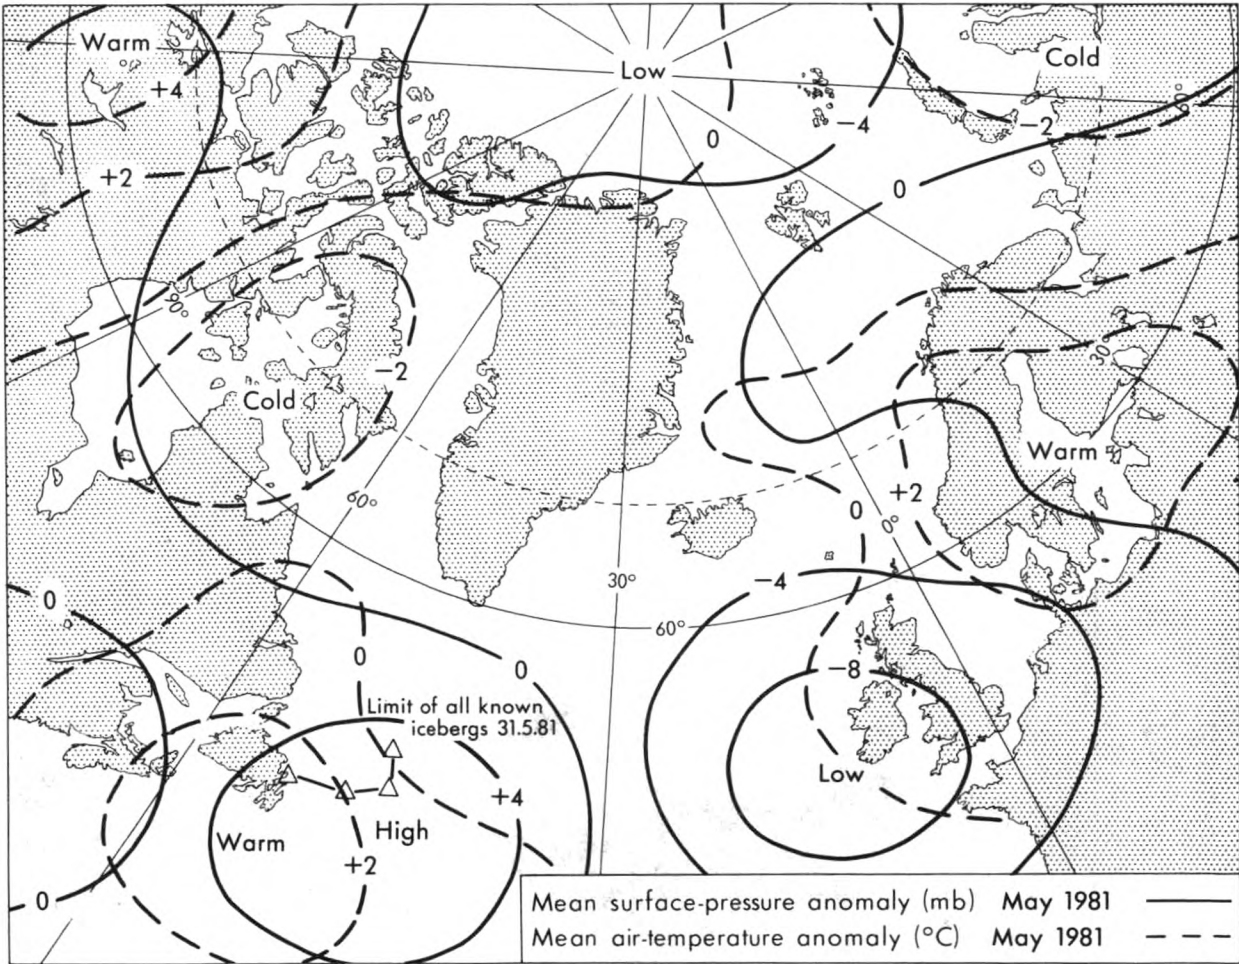 Warm
Low
Cold
+4
-4
-2
0
60°
+2
0
90°
30°
-2
Cold
Warm
+2
0
0°
60°
-4
30°
0
60°
0
0
-8
Limit of all known
icebergs 31.5.81
Low
+4
High
Warm
+2
0
Mean surface-pressure anomaly (mb) May 1981
Mean air-temperature anomaly (°C) May 1981